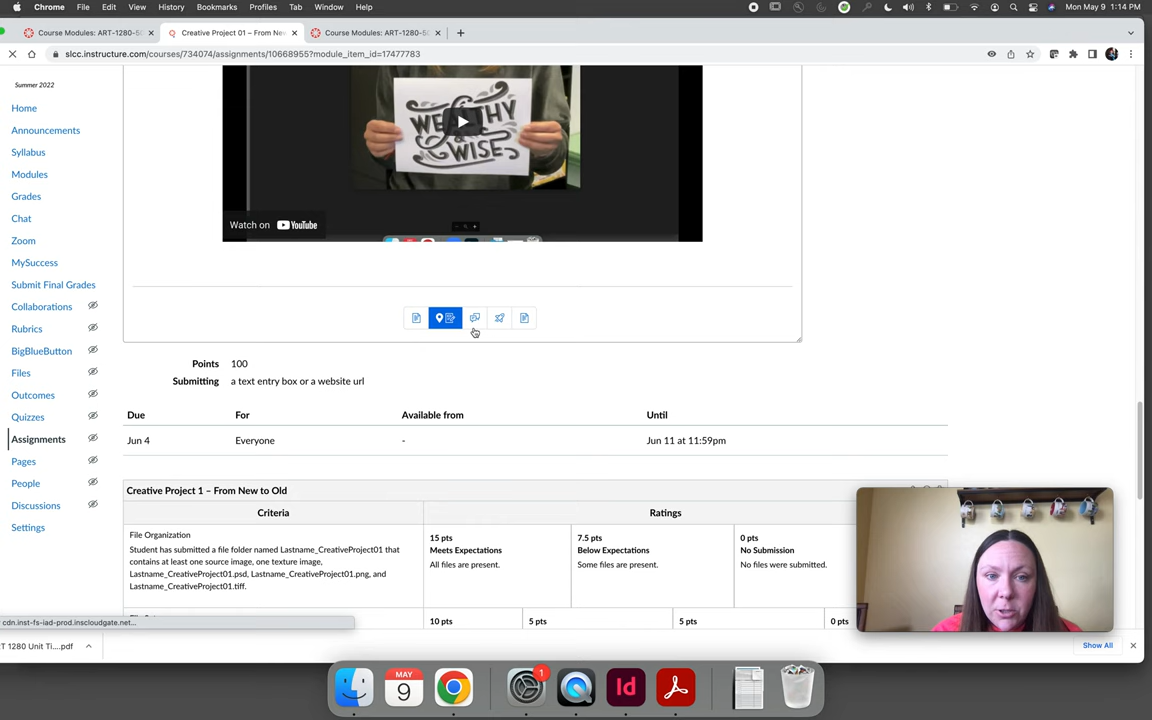 Chrome File Edit View History Bookmarks Profiles Tab Window Help Mon May 9 1:14 PM
Course Modules: ART-1280-50 Creative Project 01 – From New Course Modules: ART-1280-50
slcc.instructure.com/courses/734074/assignments/10668955?module_item_id=17477783
Summer 2022
Home
Announcements
Syllabus
Modules
Grades
Chat
Zoom
MySuccess
Submit Final Grades
Collaborations
Rubrics
BigBlueButton
Files
Outcomes
Quizzes
Assignments
Pages
People
Discussions
Settings
WEALTHY
& WISE
Watch on YouTube
Points 100
Submitting a text entry box or a website url
Due For Available from Until
Jun 4 Everyone - Jun 11 at 11:59pm
Creative Project 1 – From New to Old
Criteria Ratings
File Organization
Student has submitted a file folder named Lastname_CreativeProject01 that
contains at least one source image, one texture image,
Lastname_CreativeProject01.psd, Lastname_CreativeProject01.png, and
Lastname_CreativeProject01.tiff.
15 pts
Meets Expectations
All files are present.
7.5 pts
Below Expectations
Some files are present.
0 pts
No Submission
No files were submitted.
10 pts 5 pts 5 pts 0 pts
cdn.inst-fs-iad-prod.inscloudgate.net...
T 1280 Unit Ti....pdf
Show All
MAY
9
1
Id